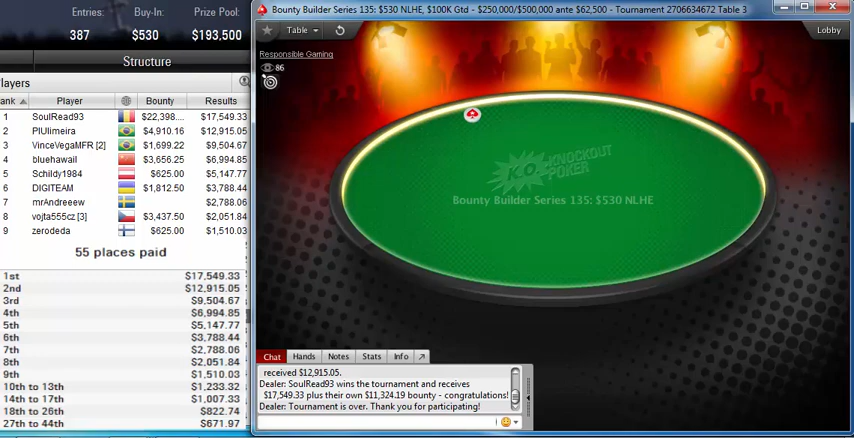 Entries: Buy-In: Prize Pool:
387 $530 $193,500
Structure
layers
ank Player Bounty Results
1 SoulRead93 $22,398.... $17,549.33
2 PIUlimeira $4,910.16 $12,915.05
3 VinceVegaMFR [2] $1,699.22 $9,504.67
4 bluehawail $3,656.25 $6,994.85
5 Schildy1984 $625.00 $5,147.77
6 DIGITEAM $1,812.50 $3,788.44
7 mrAndreeew $2,788.06
8 vojta555cz [3] $3,437.50 $2,051.84
9 zerodeda $625.00 $1,510.03
55 places paid
1st $17,549.33
2nd $12,915.05
3rd $9,504.67
4th $6,994.85
5th $5,147.77
6th $3,788.44
7th $2,788.06
8th $2,051.84
9th $1,510.03
10th to 13th $1,233.32
14th to 17th $1,007.33
18th to 26th $822.74
27th to 44th $671.97
Bounty Builder Series 135: $530 NLHE, $100K Gtd - $250,000/$500,000 ante $62,500 - Tournament 2706634672 Table 3
Table Lobby
Responsible Gaming
86
K.O. KNOCKOUT
POKER
Bounty Builder Series 135: $530 NLHE
Chat Hands Notes Stats Info
received $12,915.05.
Dealer: SoulRead93 wins the tournament and receives
$17,549.33 plus their own $11,324.19 bounty - congratulations!
Dealer: Tournament is over. Thank you for participating!